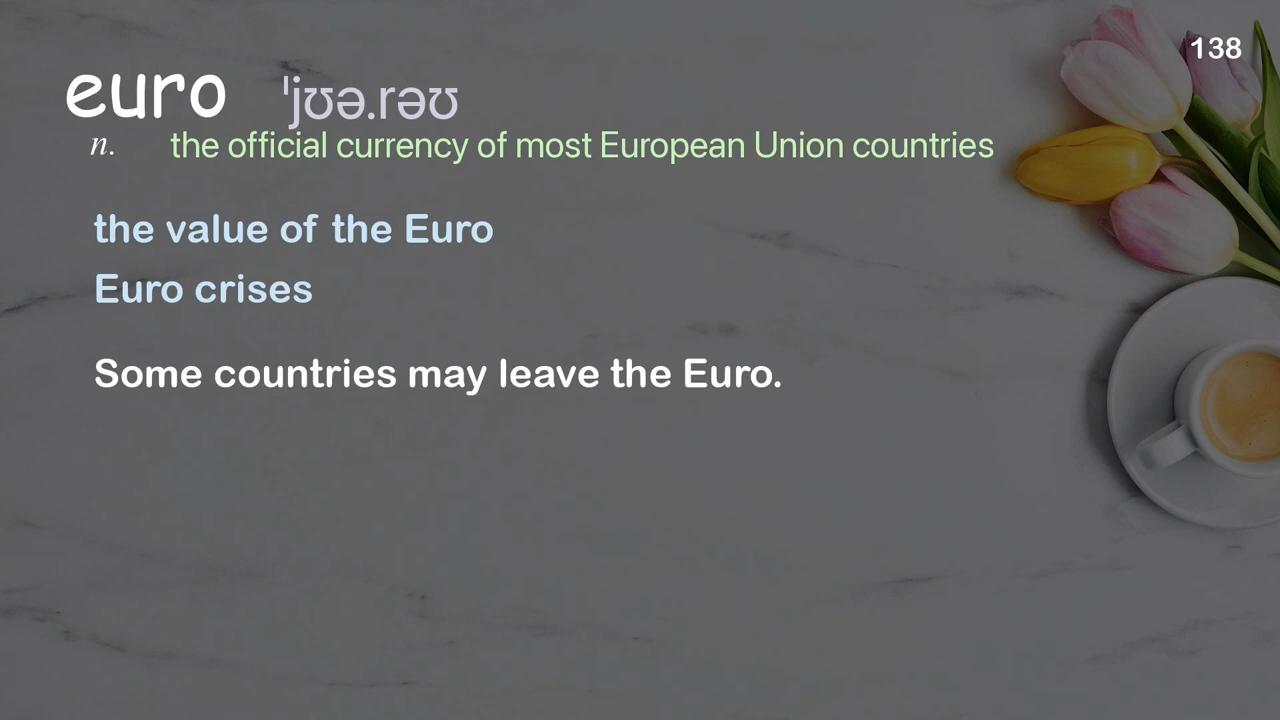 138
euro ˈjʊə.rəʊ
n. the official currency of most European Union countries
the value of the Euro
Euro crises
Some countries may leave the Euro.